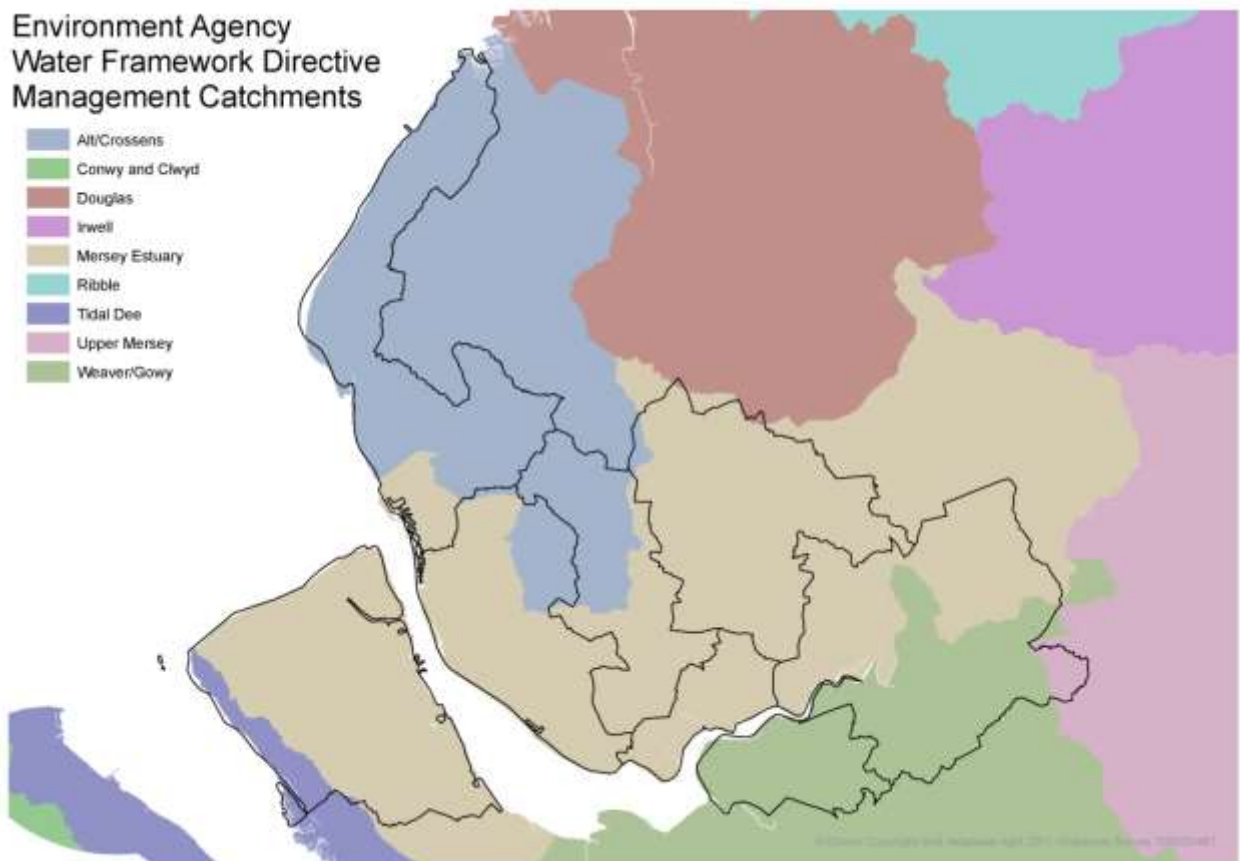 Environment Agency
Water Framework Directive
Management Catchments
Alt/Crossens
Conwy and Clwyd
Douglas
Irwell
Mersey Estuary
Ribble
Tidal Dee
Upper Mersey
Weaver/Gowy